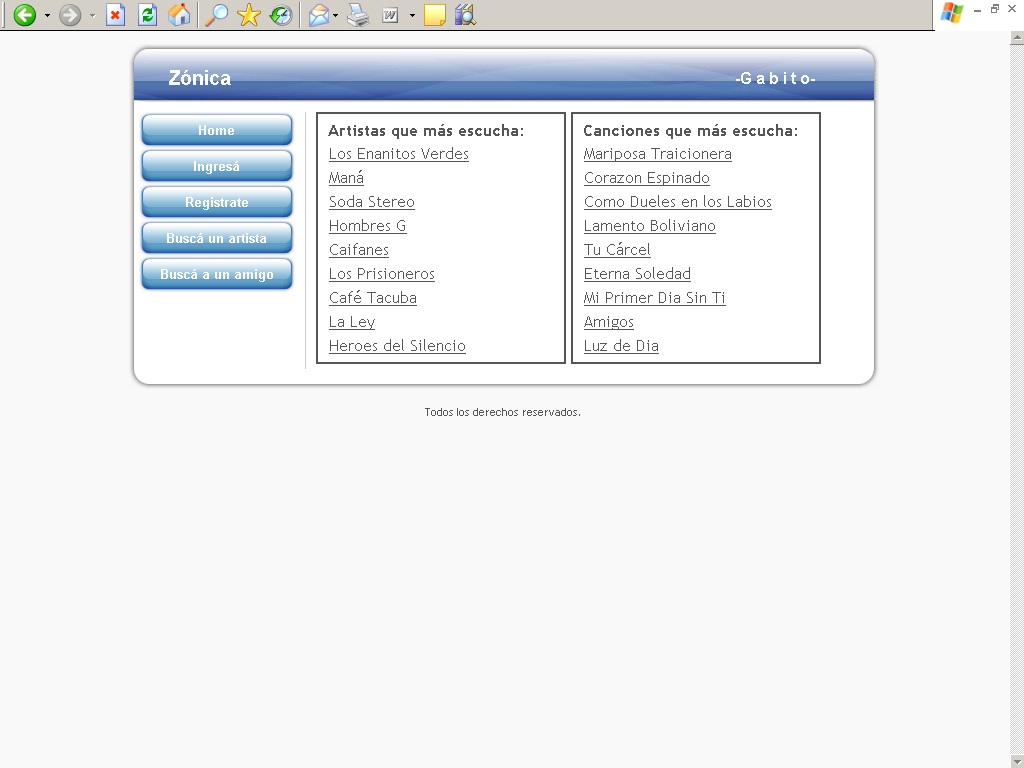 Zónica
-Gabito-
Home
Ingresá
Registrate
Buscá un artista
Buscá a un amigo
Artistas que más escucha:
Los Enanitos Verdes
Maná
Soda Stereo
Hombres G
Caifanes
Los Prisioneros
Café Tacuba
La Ley
Heroes del Silencio
Canciones que más escucha:
Mariposa Traicionera
Corazon Espinado
Como Dueles en los Labios
Lamento Boliviano
Tu Cárcel
Eterna Soledad
Mi Primer Dia Sin Ti
Amigos
Luz de Dia
Todos los derechos reservados.